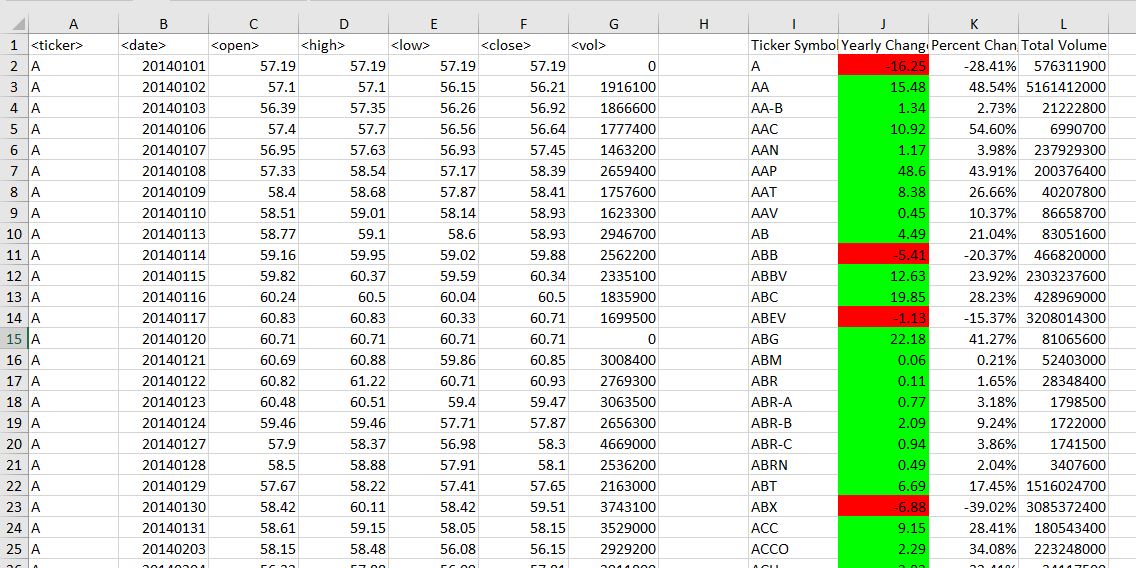 A B C D E F G H I J K L
1 <ticker> <date> <open> <high> <low> <close> <vol> Ticker Symbol Yearly Chang Percent Chan Total Volume
2 A 20140101 57.19 57.19 57.19 57.19 0 A -16.25 -28.41% 576311900
3 A 20140102 57.1 57.1 56.15 56.21 1916100 AA 15.48 48.54% 5161412000
4 A 20140103 56.39 57.35 56.26 56.92 1866600 AA-B 1.34 2.73% 21222800
5 A 20140106 57.4 57.7 56.56 56.64 1777400 AAC 10.92 54.60% 6990700
6 A 20140107 56.95 57.63 56.93 57.45 1463200 AAN 1.17 3.98% 237929300
7 A 20140108 57.33 58.54 57.17 58.39 2659400 AAP 48.6 43.91% 200376400
8 A 20140109 58.4 58.68 57.87 58.41 1757600 AAT 8.38 26.66% 40207800
9 A 20140110 58.51 59.01 58.14 58.93 1623300 AAV 0.45 10.37% 86658700
10 A 20140113 58.77 59.1 58.6 58.93 2946700 AB 4.49 21.04% 83051600
11 A 20140114 59.16 59.95 59.02 59.88 2562200 ABB -5.41 -20.37% 466820000
12 A 20140115 59.82 60.37 59.59 60.34 2335100 ABBV 12.63 23.92% 2303237600
13 A 20140116 60.24 60.5 60.04 60.5 1835900 ABC 19.85 28.23% 428969000
14 A 20140117 60.83 60.83 60.33 60.71 1699500 ABEV -1.13 -15.37% 3208014300
15 A 20140120 60.71 60.71 60.71 60.71 0 ABG 22.18 41.27% 81065600
16 A 20140121 60.69 60.88 59.86 60.85 3008400 ABM 0.06 0.21% 52403000
17 A 20140122 60.82 61.22 60.71 60.93 2769300 ABR 0.11 1.65% 28348400
18 A 20140123 60.48 60.51 59.4 59.47 3063500 ABR-A 0.77 3.18% 1798500
19 A 20140124 59.46 59.46 57.71 57.87 2656300 ABR-B 2.09 9.24% 1722000
20 A 20140127 57.9 58.37 56.98 58.3 4669000 ABR-C 0.94 3.86% 1741500
21 A 20140128 58.5 58.88 57.91 58.1 2536200 ABRN 0.49 2.04% 3407600
22 A 20140129 57.67 58.22 57.41 57.65 2163000 ABT 6.69 17.45% 1516024700
23 A 20140130 58.42 60.11 58.42 59.51 3743100 ABX -6.88 -39.02% 3085372400
24 A 20140131 58.61 59.15 58.05 58.15 3529000 ACC 9.15 28.41% 180543400
25 A 20140203 58.15 58.48 56.08 56.15 2929200 ACCO 2.29 34.08% 223248000